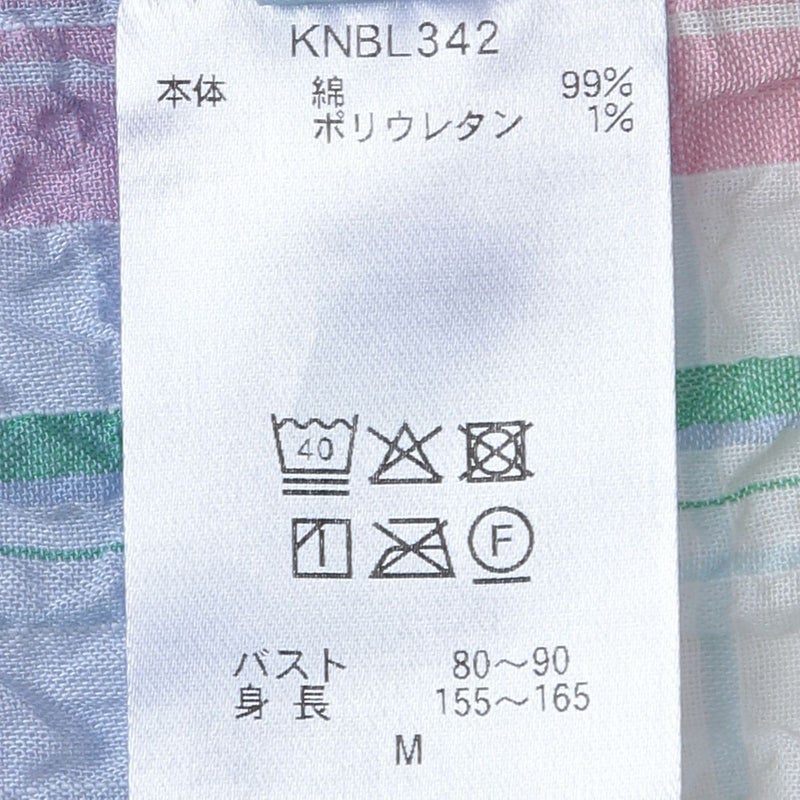 KNBL342
本体 綿 99%
ポリウレタン 1%
40
F
バスト 80～90
身長 155～165
M